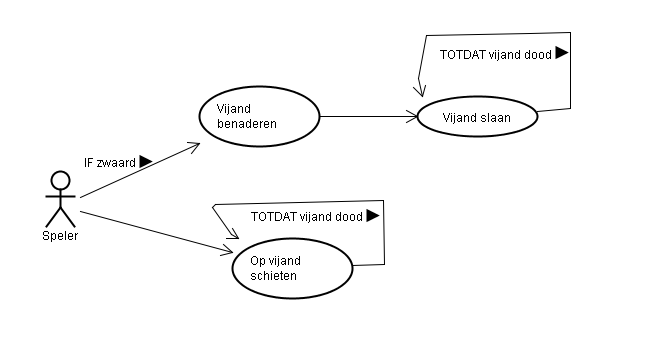 TOTDAT vijand dood ▶
Vijand
benaderen
Vijand slaan
IF zwaard ▶
Speler
TOTDAT vijand dood ▶
Op vijand
schieten